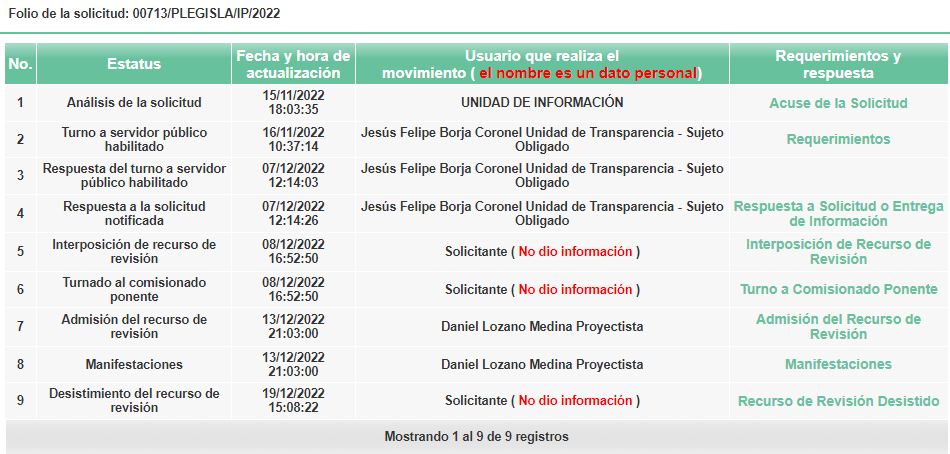 Folio de la solicitud: 00713/PLEGISLA/IP/2022
No. Estatus Fecha y hora de actualización Usuario que realiza el movimiento ( el nombre es un dato personal) Requerimientos y respuesta
1 Análisis de la solicitud 15/11/2022 18:03:35 UNIDAD DE INFORMACIÓN Acuse de la Solicitud
2 Turno a servidor público habilitado 16/11/2022 10:37:14 Jesús Felipe Borja Coronel Unidad de Transparencia - Sujeto Obligado Requerimientos
3 Respuesta del turno a servidor público habilitado 07/12/2022 12:14:03 Jesús Felipe Borja Coronel Unidad de Transparencia - Sujeto Obligado
4 Respuesta a la solicitud notificada 07/12/2022 12:14:26 Jesús Felipe Borja Coronel Unidad de Transparencia - Sujeto Obligado Respuesta a Solicitud o Entrega de Información
5 Interposición de recurso de revisión 08/12/2022 16:52:50 Solicitante ( No dio información ) Interposición de Recurso de Revisión
6 Turnado al comisionado ponente 08/12/2022 16:52:50 Solicitante ( No dio información ) Turno a Comisionado Ponente
7 Admisión del recurso de revisión 13/12/2022 21:03:00 Daniel Lozano Medina Proyectista Admisión del Recurso de Revisión
8 Manifestaciones 13/12/2022 21:03:00 Daniel Lozano Medina Proyectista Manifestaciones
9 Desistimiento del recurso de revisión 19/12/2022 15:08:22 Solicitante ( No dio información ) Recurso de Revisión Desistido
Mostrando 1 al 9 de 9 registros